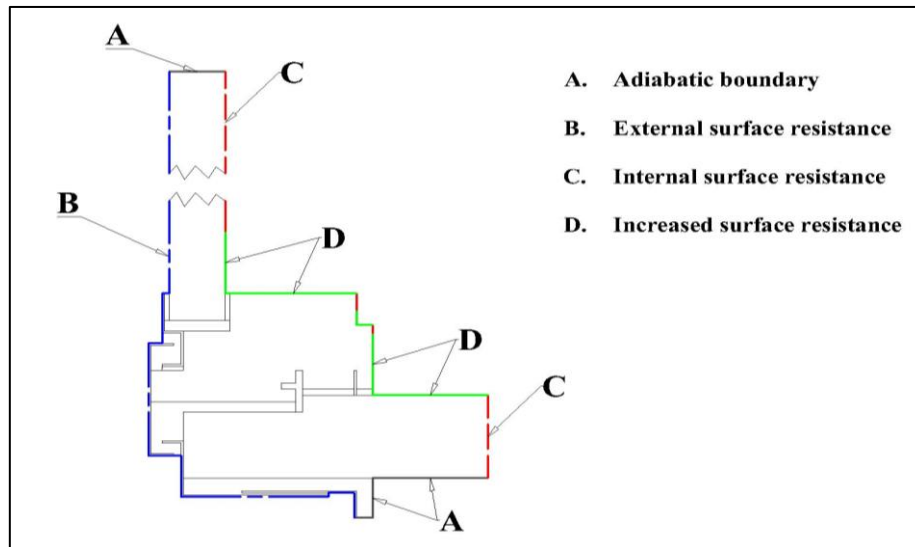 A
C
B
D
D
C
A
A. Adiabatic boundary
B. External surface resistance
C. Internal surface resistance
D. Increased surface resistance